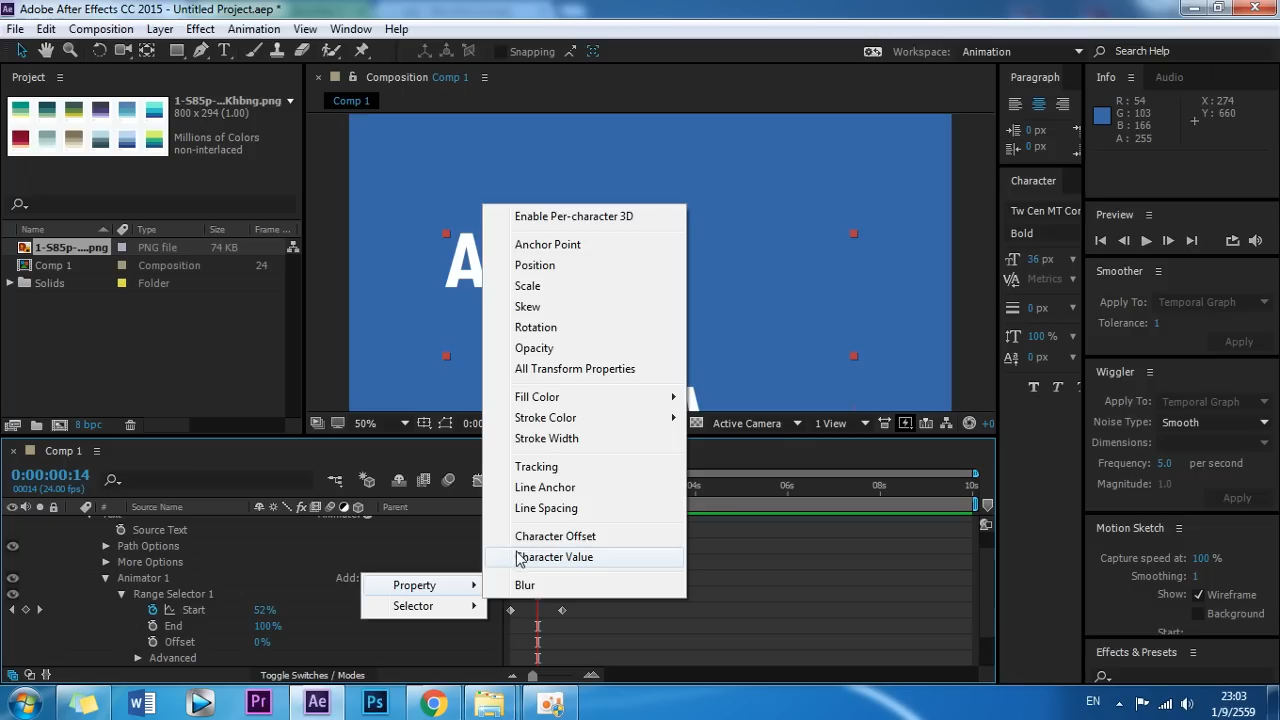 Adobe After Effects CC 2015 - Untitled Project.aep *
File Edit Composition Layer Effect Animation View Window Help
Snapping
Workspace: Animation
Search Help
Project
1-S85p-...Khbng.png
800 x 294 (1.00)
Millions of Colors
non-interlaced
Name Type Size Frame ...
1-S85p-....png PNG file 74 KB
Comp 1 Composition 24
Solids Folder
8 bpc
Composition Comp 1
Comp 1
A
A
50% 0:00 Active Camera 1 View +0
Enable Per-character 3D
Anchor Point
Position
Scale
Skew
Rotation
Opacity
All Transform Properties
Fill Color
Stroke Color
Stroke Width
Tracking
Line Anchor
Line Spacing
Character Offset
Character Value
Blur
Property
Selector
Paragraph
0 px
0 px
Character
Tw Cen MT Con
Bold
36 px
Metrics
0 px
100 %
0 px
T T T
Info Audio
R : 54
G : 103
B : 166
A : 255
X : 274
Y : 660
Preview
Smoother
Apply To: Temporal Graph
Tolerance: 1
Apply
Wiggler
Apply To: Temporal Graph
Noise Type: Smooth
Dimensions:
Frequency: 5.0 per second
Magnitude: 1.0
Apply
Motion Sketch
Capture speed at: 100 %
Smoothing: 1
Show: Wireframe
Background
Start:
Effects & Presets
Comp 1
0:00:00:14
00014 (24.00 fps)
04s 06s 08s 10s
# Source Name Parent
Source Text
Path Options
More Options
Animator 1 Add:
Range Selector 1
Start 52%
End 100%
Offset 0%
Advanced
Toggle Switches / Modes
EN
23:03
1/9/2559